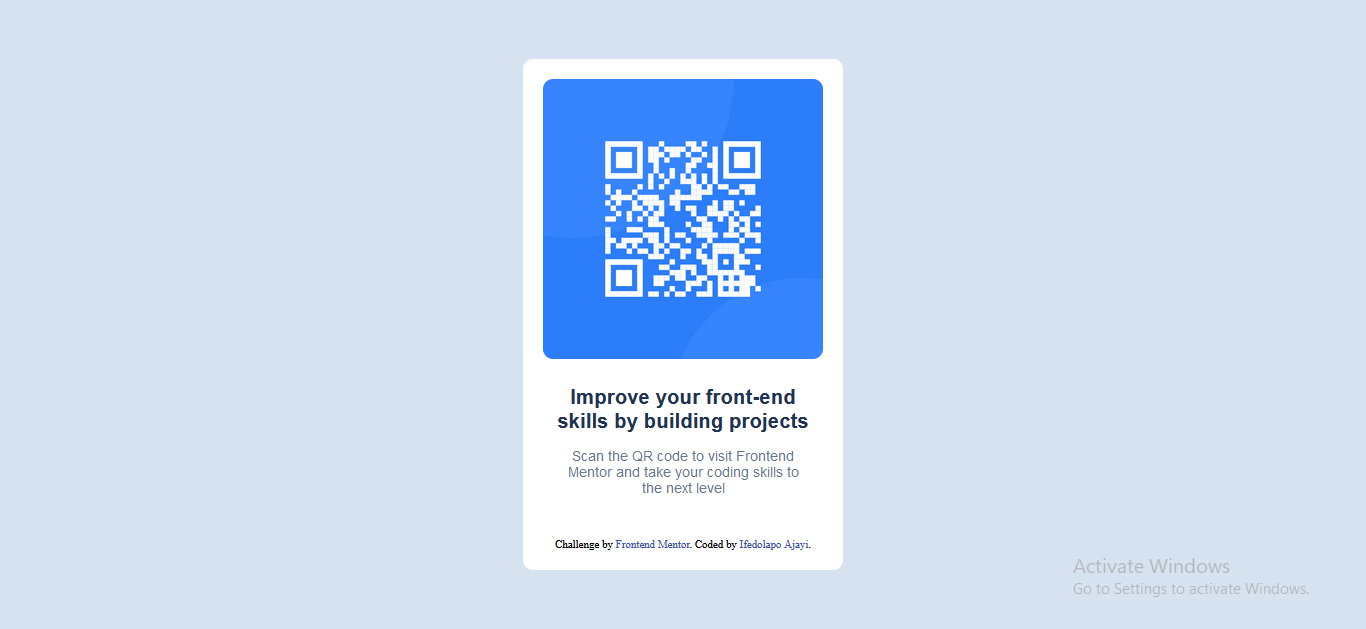 Improve your front-end
skills by building projects
Scan the QR code to visit Frontend
Mentor and take your coding skills to
the next level
Challenge by Frontend Mentor. Coded by Ifedolapo Ajayi.
Activate Windows
Go to Settings to activate Windows.